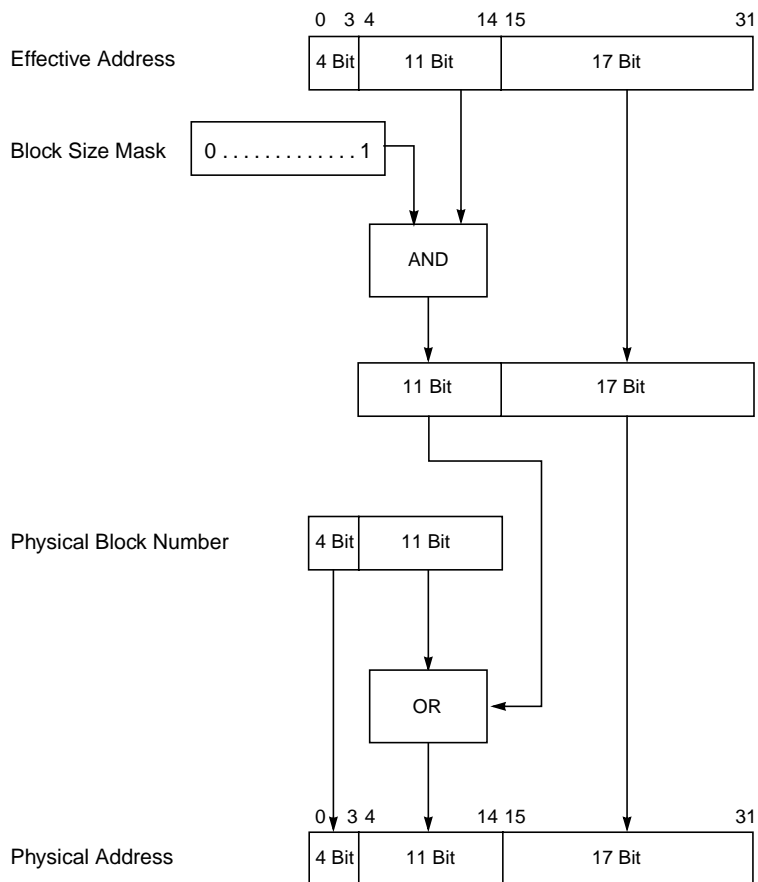 0 3 4 14 15 31
Effective Address 4 Bit 11 Bit 17 Bit
Block Size Mask 0 . . . . . . . . . . . . . 1
AND
11 Bit 17 Bit
Physical Block Number 4 Bit 11 Bit
OR
0 3 4 14 15 31
Physical Address 4 Bit 11 Bit 17 Bit